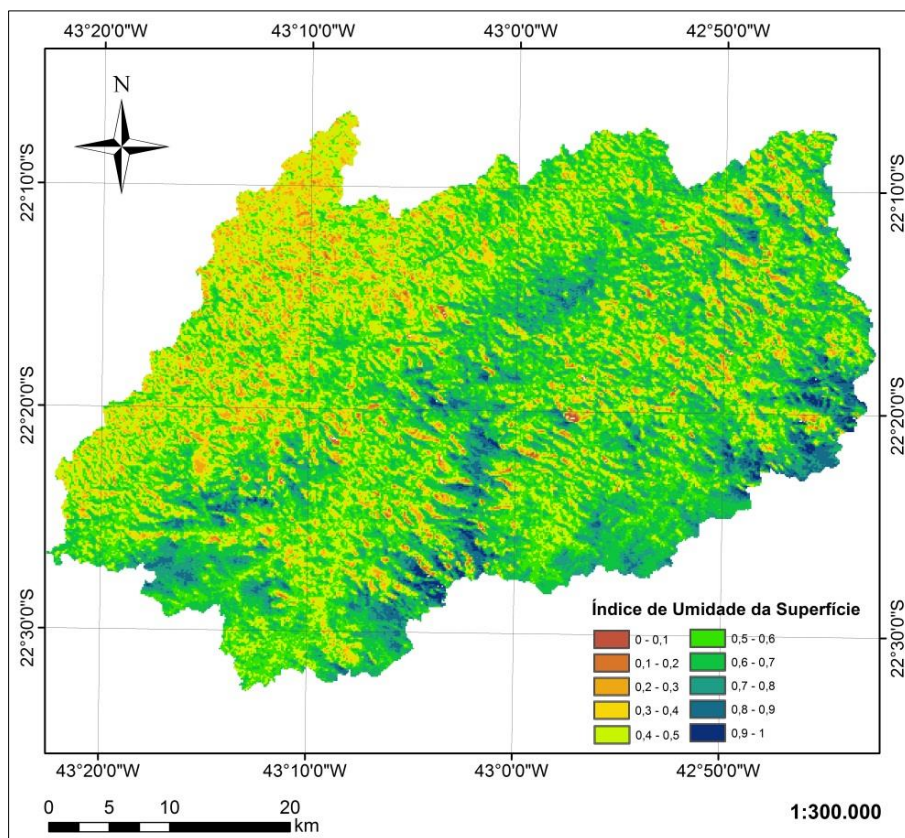 43°20'0"W 43°10'0"W 43°0'0"W 42°50'0"W
N
22°10'0"S 22°10'0"S
22°20'0"S 22°20'0"S
22°30'0"S 22°30'0"S
Índice de Umidade da Superfície
0 - 0,1 0,5 - 0,6
0,1 - 0,2 0,6 - 0,7
0,2 - 0,3 0,7 - 0,8
0,3 - 0,4 0,8 - 0,9
0,4 - 0,5 0,9 - 1
43°20'0"W 43°10'0"W 43°0'0"W 42°50'0"W
0 5 10 20
km
1:300.000